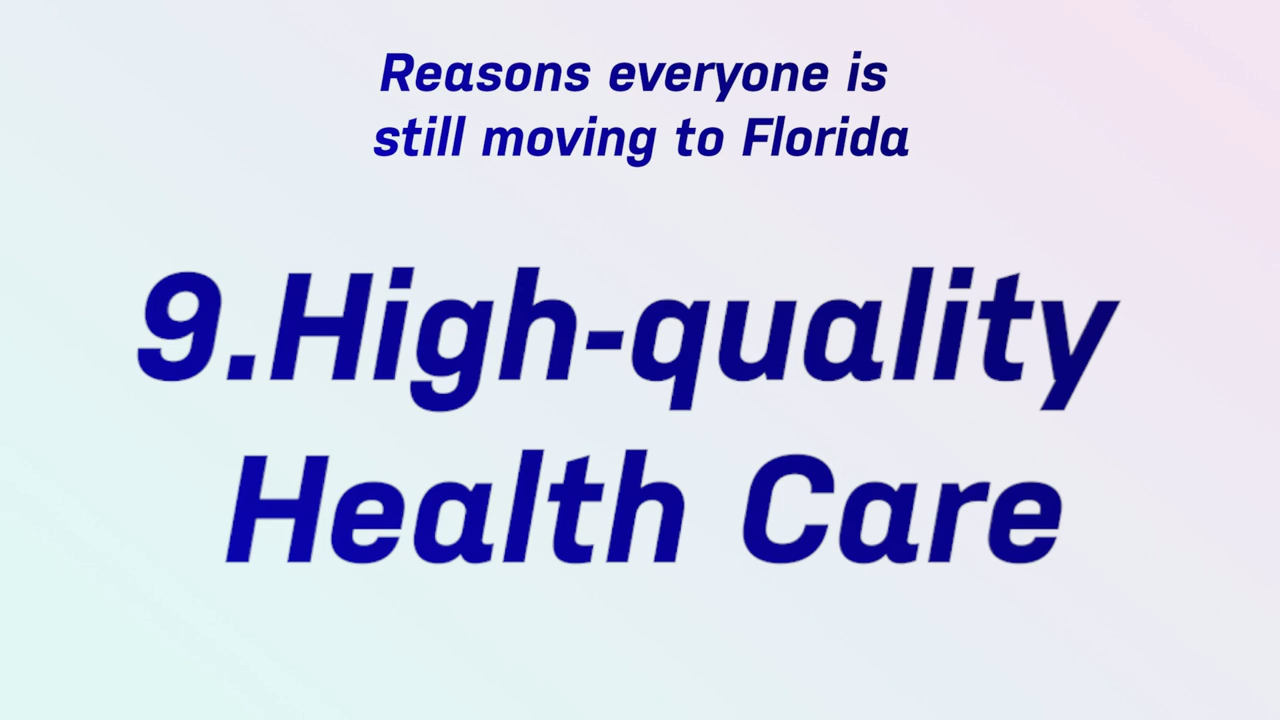 Reasons everyone is
still moving to Florida
9.High-quality
Health Care